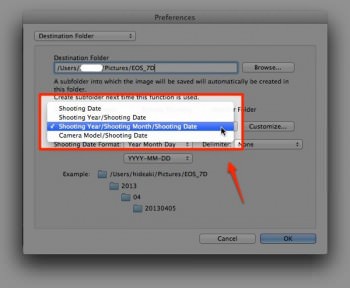 Preferences
Destination Folder
Destination Folder
/Users/ /Pictures/EOS_7D Browse...
A subfolder into which the image will be saved will automatically be created in
this folder.
Create subfolder next time this function is used.
Folder
Shooting Date
Shooting Year/Shooting Date
✓ Shooting Year/Shooting Month/Shooting Date Customize...
Camera Model/Shooting Date
Shooting Date Format: Year Month Day Delimiter: None
YYYY-MM-DD
Example: /Users/hideaki/Pictures/EOS_7D
2013
04
20130405
Cancel OK